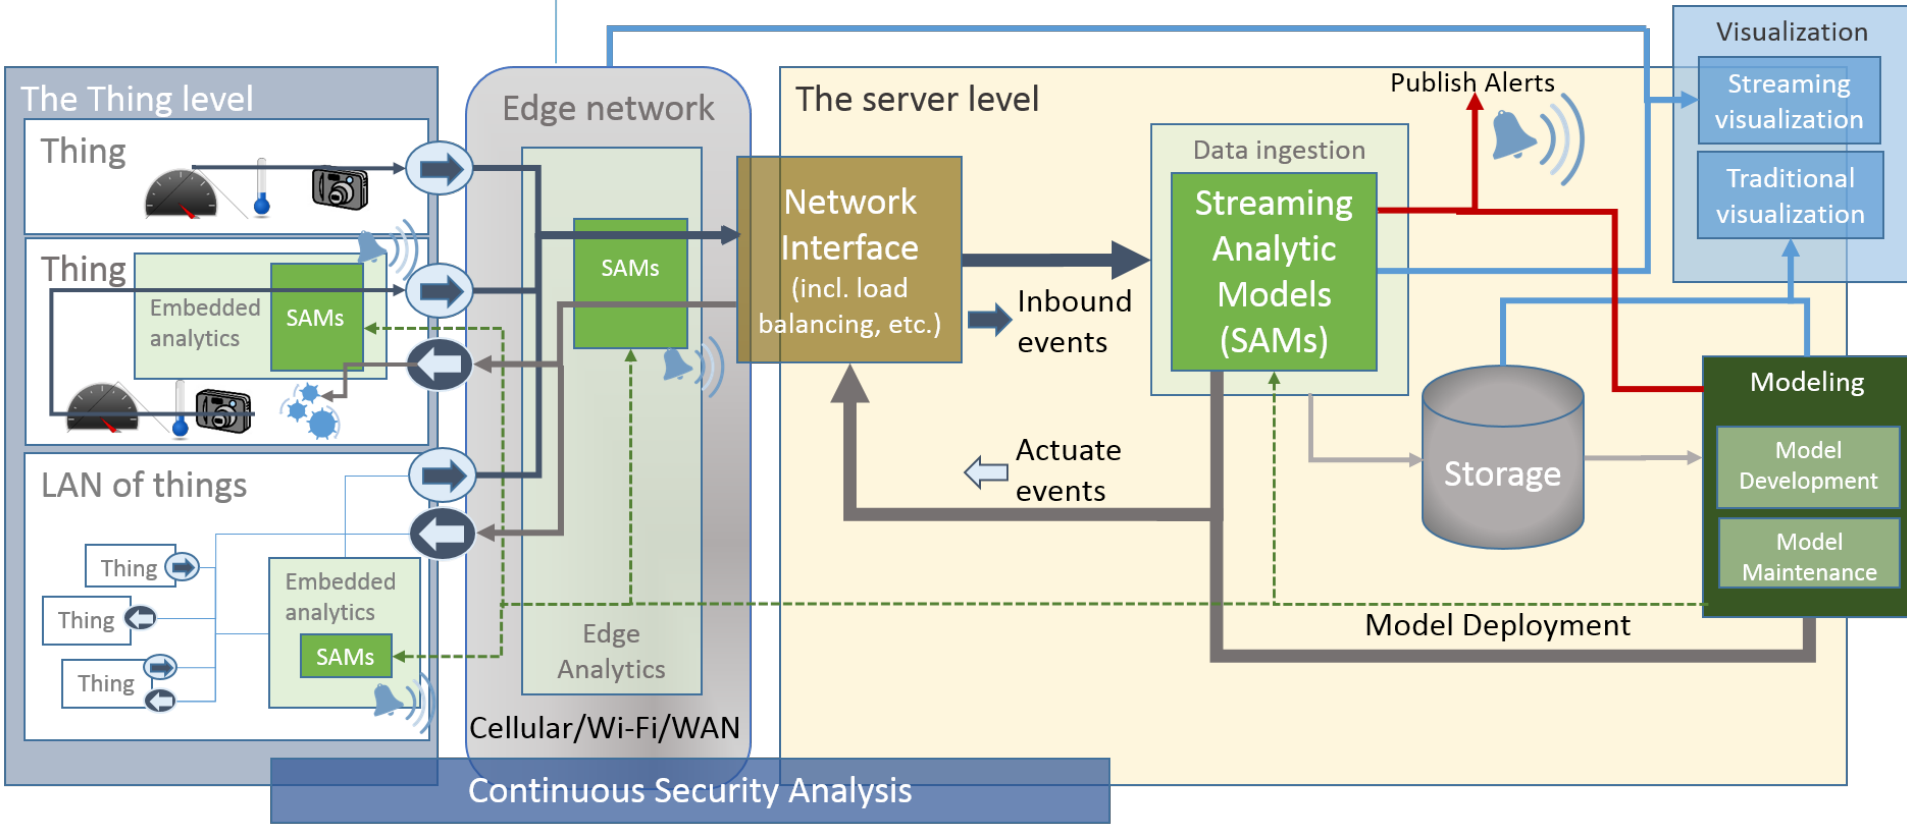 The Thing level
Thing
Thing
Embedded
analytics
SAMs
LAN of things
Thing
Thing
Thing
Embedded
analytics
SAMs
Edge network
SAMs
Edge
Analytics
Cellular/Wi-Fi/WAN
Continuous Security Analysis
The server level
Network
Interface
(incl. load
balancing, etc.)
Inbound
events
Actuate
events
Data ingestion
Streaming
Analytic
Models
(SAMs)
Publish Alerts
Storage
Model Deployment
Visualization
Streaming
visualization
Traditional
visualization
Modeling
Model
Development
Model
Maintenance